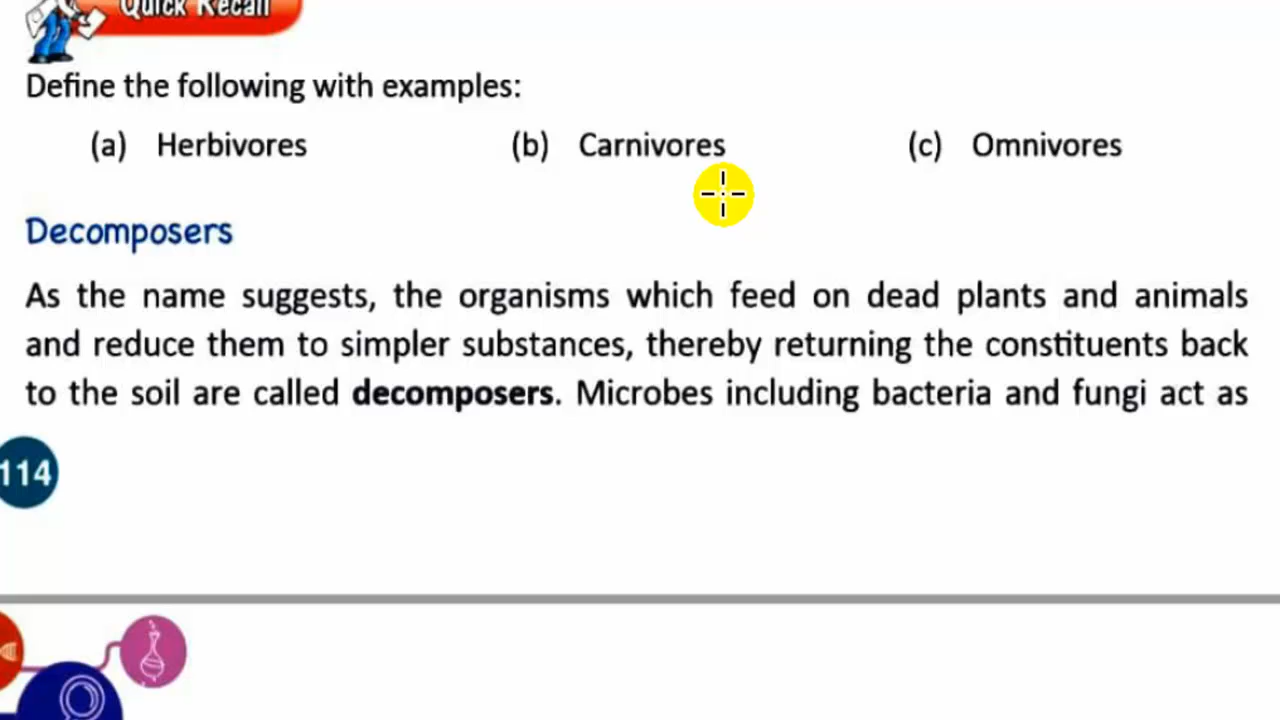 Quick Recall
Define the following with examples:
(a) Herbivores (b) Carnivores (c) Omnivores
Decomposers
As the name suggests, the organisms which feed on dead plants and animals
and reduce them to simpler substances, thereby returning the constituents back
to the soil are called decomposers. Microbes including bacteria and fungi act as
114